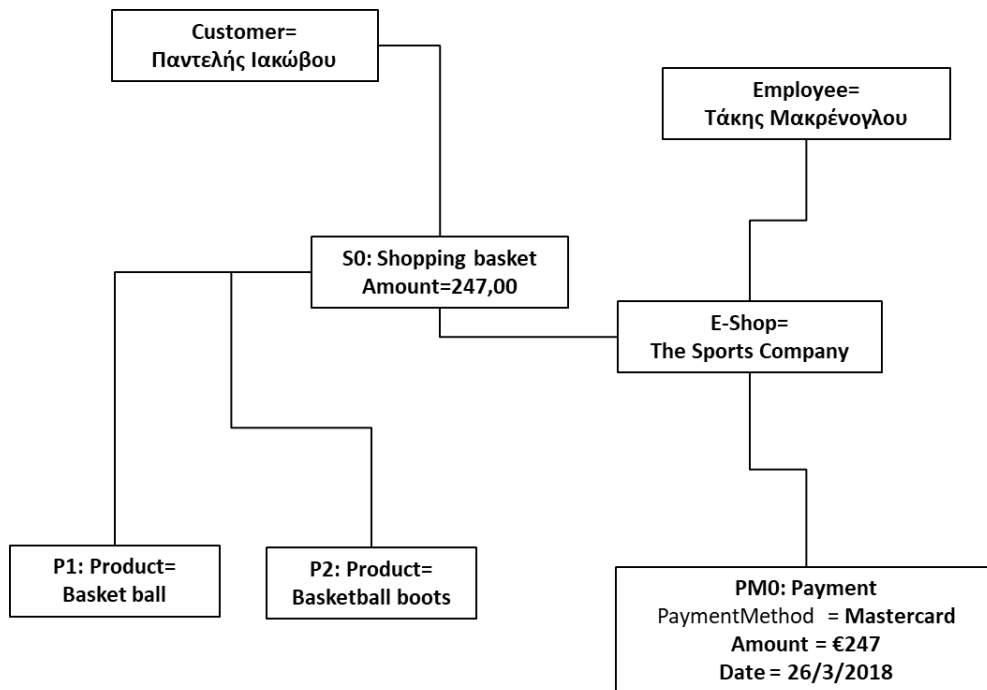 Customer=
Παντελής Ιακώβου
Employee=
Τάκης Μακρένογλου
S0: Shopping basket
Amount=247,00
E-Shop=
The Sports Company
P1: Product=
Basket ball
P2: Product=
Basketball boots
PM0: Payment
PaymentMethod = Mastercard
Amount = €247
Date = 26/3/2018